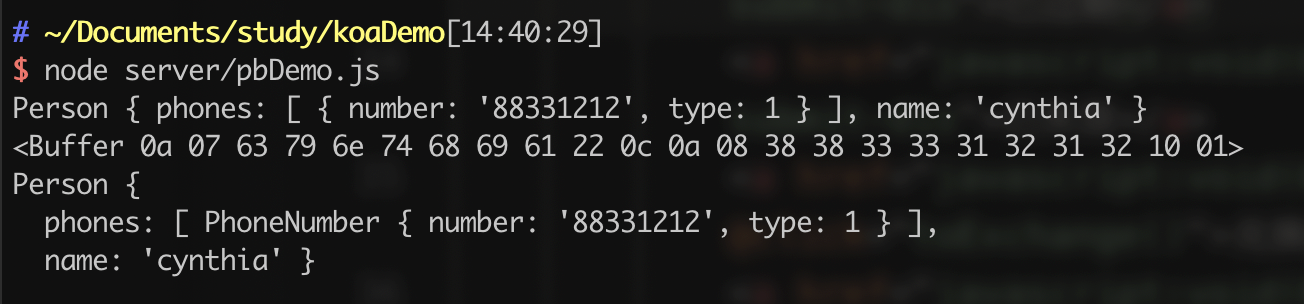 # ~/Documents/study/koaDemo[14:40:29]
$ node server/pbDemo.js
Person { phones: [ { number: '88331212', type: 1 } ], name: 'cynthia' }
<Buffer 0a 07 63 79 6e 74 68 69 61 22 0c 0a 08 38 38 33 33 31 32 31 32 10 01>
Person {
  phones: [ PhoneNumber { number: '88331212', type: 1 } ],
  name: 'cynthia' }